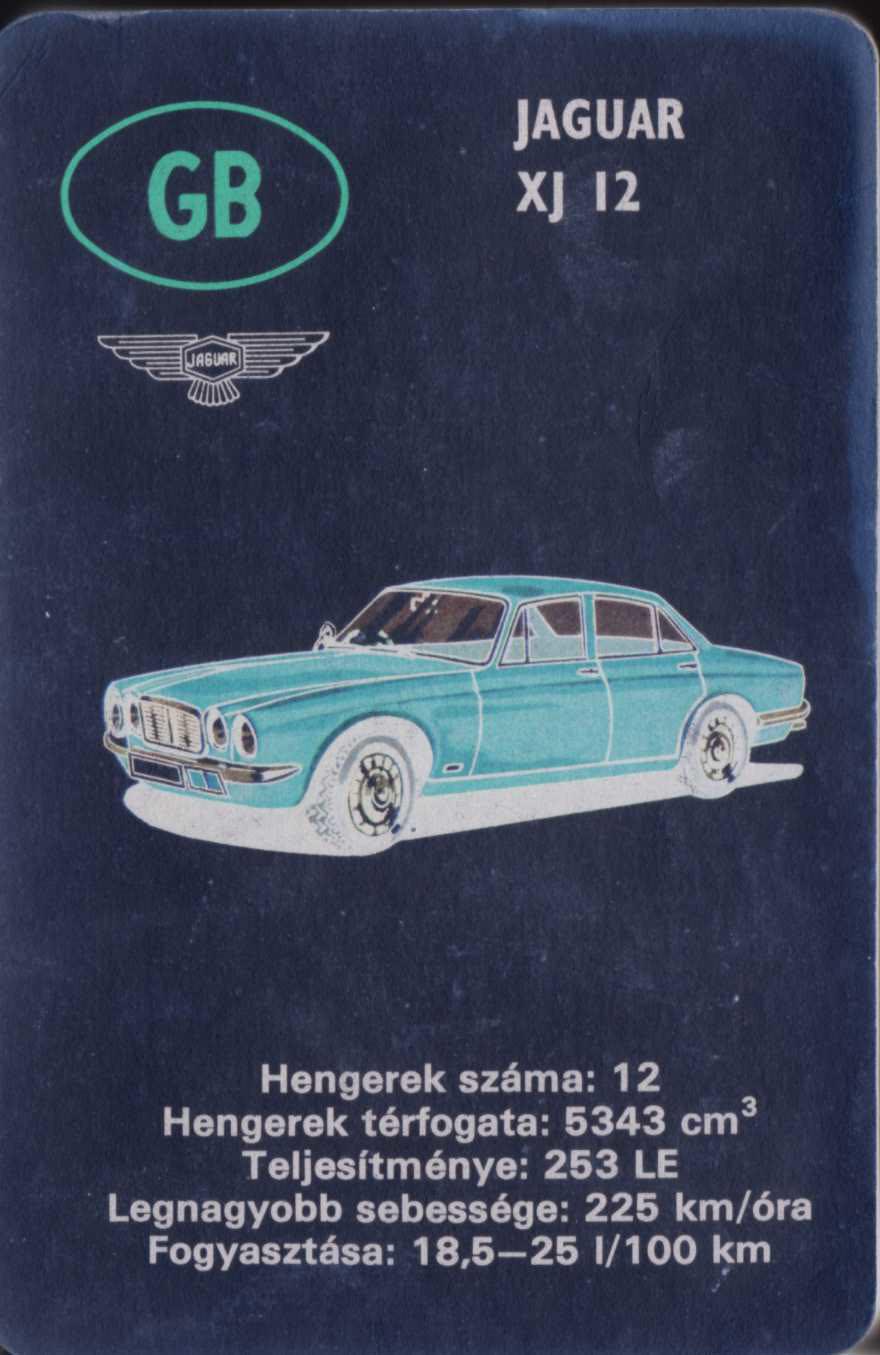 GB
JAGUAR
XJ 12
JAGUAR
Hengerek száma: 12
Hengerek térfogata: 5343 cm³
Teljesítménye: 253 LE
Legnagyobb sebessége: 225 km/óra
Fogyasztása: 18,5—25 l/100 km